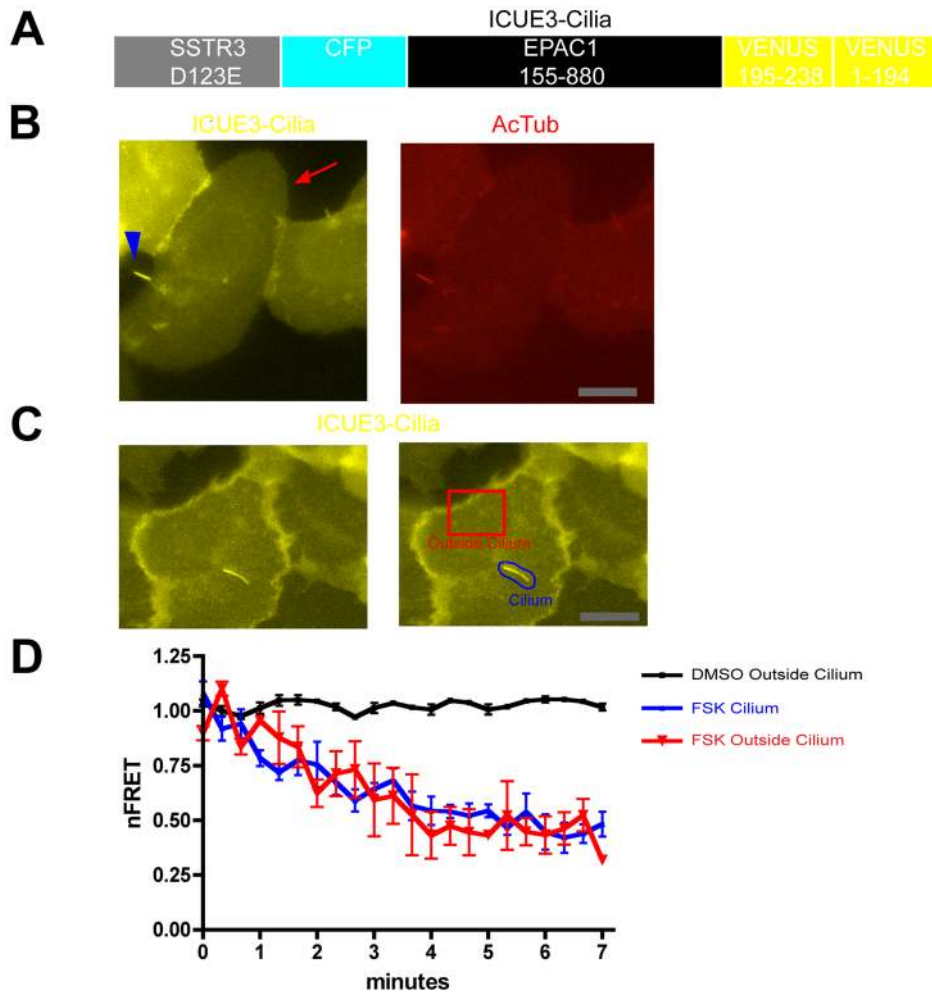 A
ICUE3-Cilia
SSTR3 CFP EPAC1 VENUS VENUS
D123E 155-880 195-238 1-194
B
ICUE3-Cilia AcTub
C
ICUE3-Cilia
Outside Cilium
Cilium
D
1.25
1.00
0.75
0.50
0.25
0.00
nFRET
0 1 2 3 4 5 6 7
minutes
DMSO Outside Cilium
FSK Cilium
FSK Outside Cilium